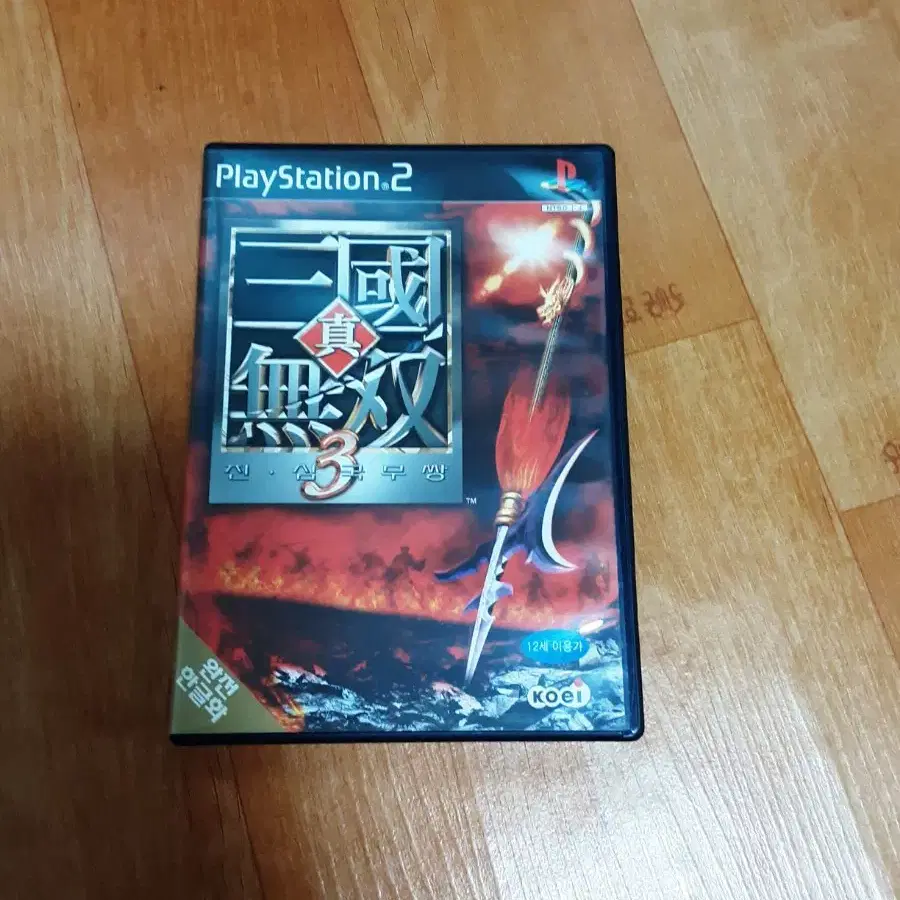 PlayStation®2
NTSC J
三國
真
無双
3
진·삼국무쌍
TM
완전
한글화
12세 이용가
KOEI